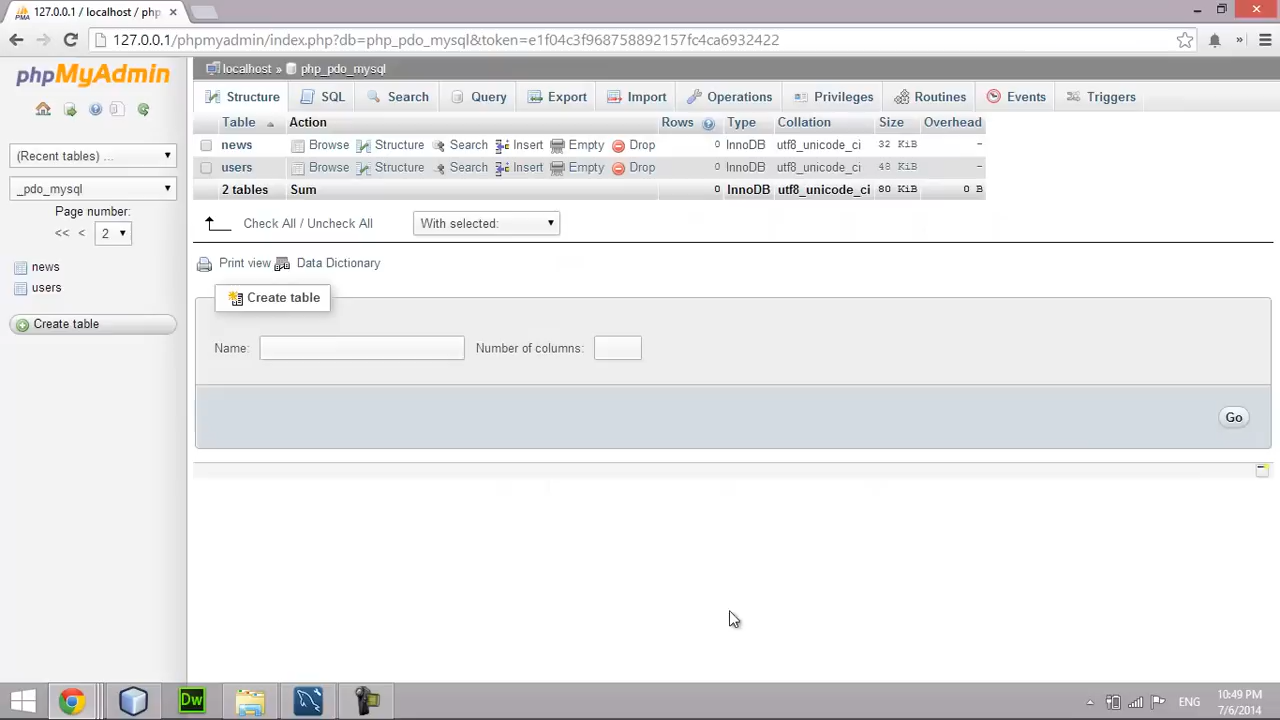 127.0.0.1 / localhost / php
127.0.0.1/phpmyadmin/index.php?db=php_pdo_mysql&token=e1f04c3f968758892157fc4ca6932422
phpMyAdmin
localhost » php_pdo_mysql
Structure SQL Search Query Export Import Operations Privileges Routines Events Triggers
(Recent tables) ...
_pdo_mysql
Page number:
<< < 2
news
users
Create table
Table Action Rows Type Collation Size Overhead
news Browse Structure Search Insert Empty Drop 0 InnoDB utf8_unicode_ci 32 KiB -
users Browse Structure Search Insert Empty Drop 0 InnoDB utf8_unicode_ci 48 KiB -
2 tables Sum 0 InnoDB utf8_unicode_ci 80 KiB 0 B
Check All / Uncheck All With selected:
Print view Data Dictionary
Create table
Name: Number of columns:
Go
Dw
ENG
10:49 PM
7/6/2014